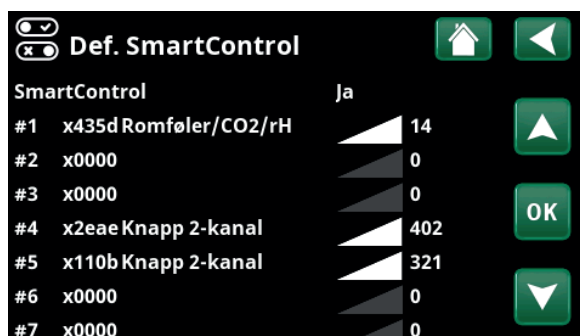 Def. SmartControl
SmartControl Ja
#1 x435d Romføler/CO2/rH 14
#2 x0000 0
#3 x0000 0
#4 x2eae Knapp 2-kanal 402
OK
#5 x110b Knapp 2-kanal 321
#6 x0000 0
#7 x0000 0